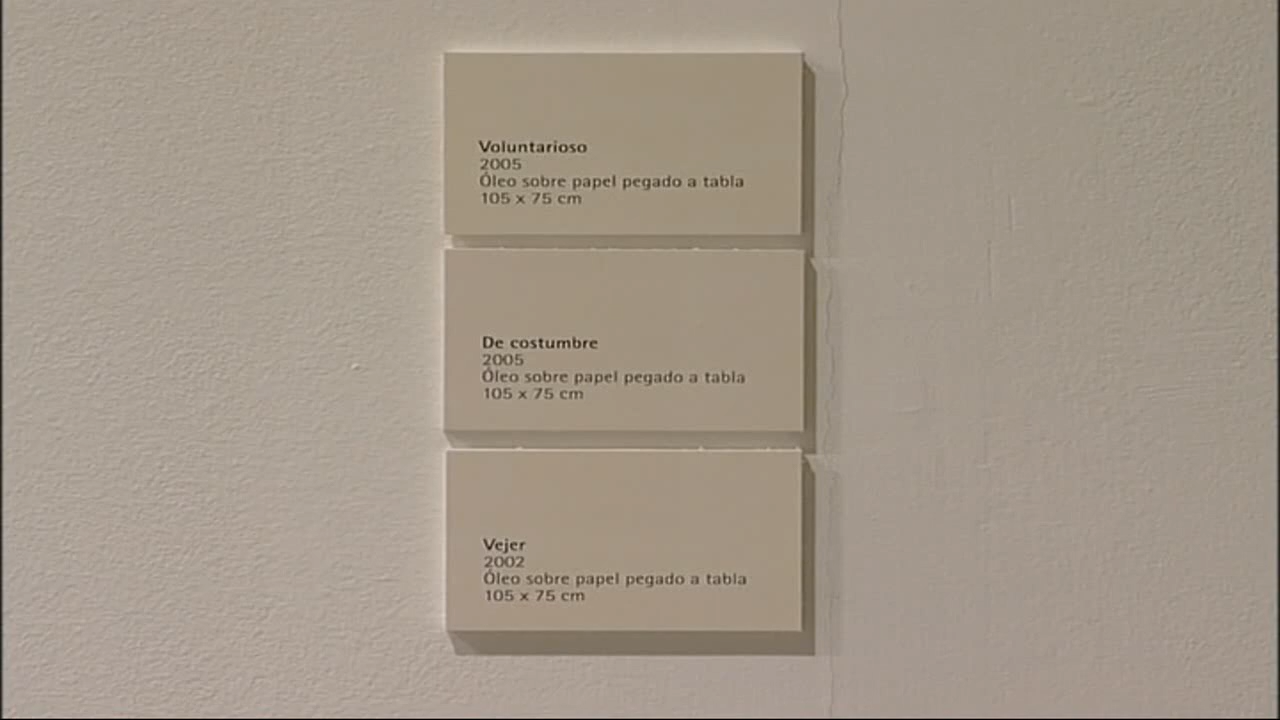 Voluntarioso
2005
Óleo sobre papel pegado a tabla
105 x 75 cm
De costumbre
2005
Óleo sobre papel pegado a tabla
105 x 75 cm
Vejer
2002
Óleo sobre papel pegado a tabla
105 x 75 cm